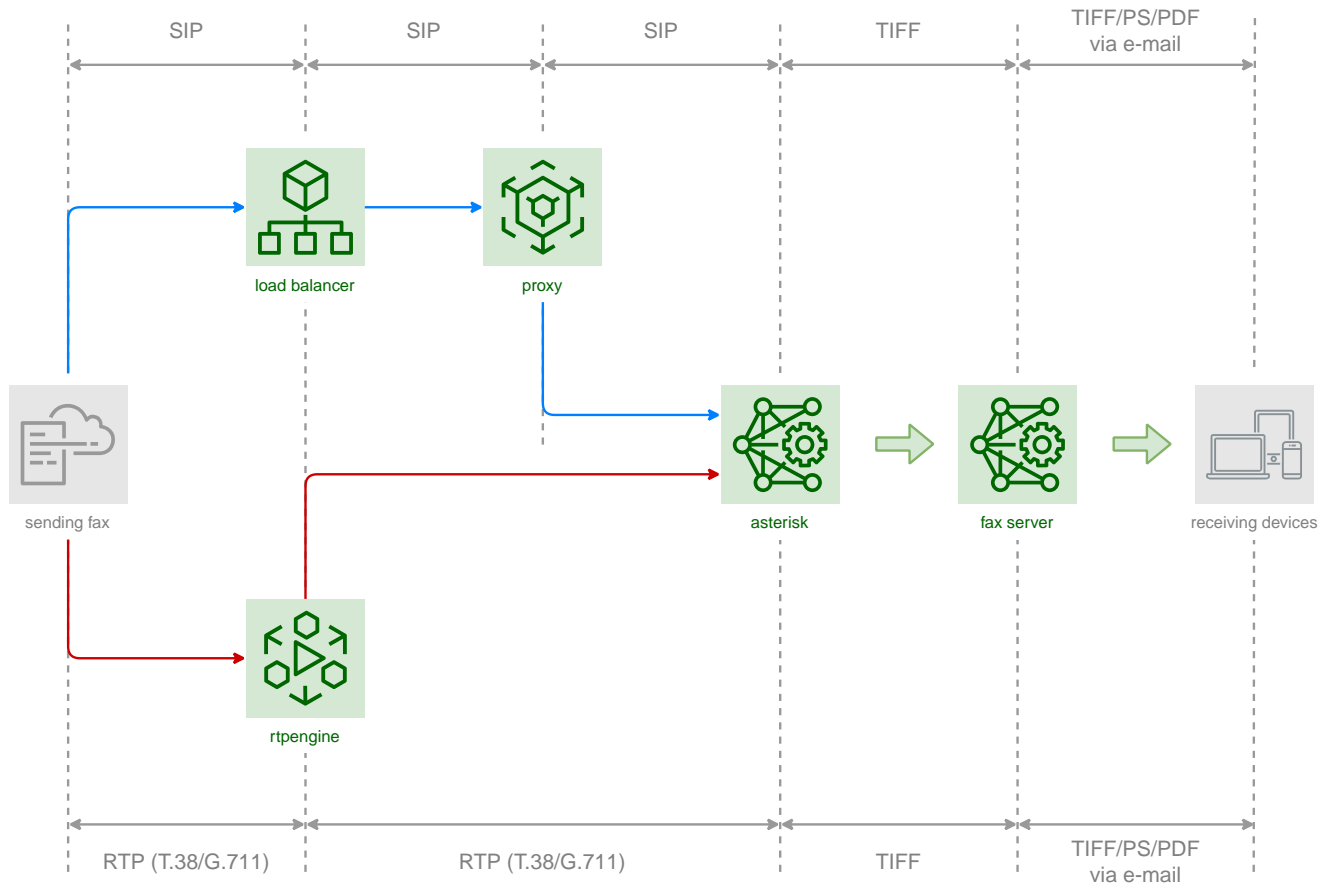 SIP
SIP
SIP
TIFF
TIFF/PS/PDF
via e-mail
load balancer
proxy
sending fax
asterisk
fax server
receiving devices
rtpengine
RTP (T.38/G.711)
RTP (T.38/G.711)
TIFF
TIFF/PS/PDF
via e-mail